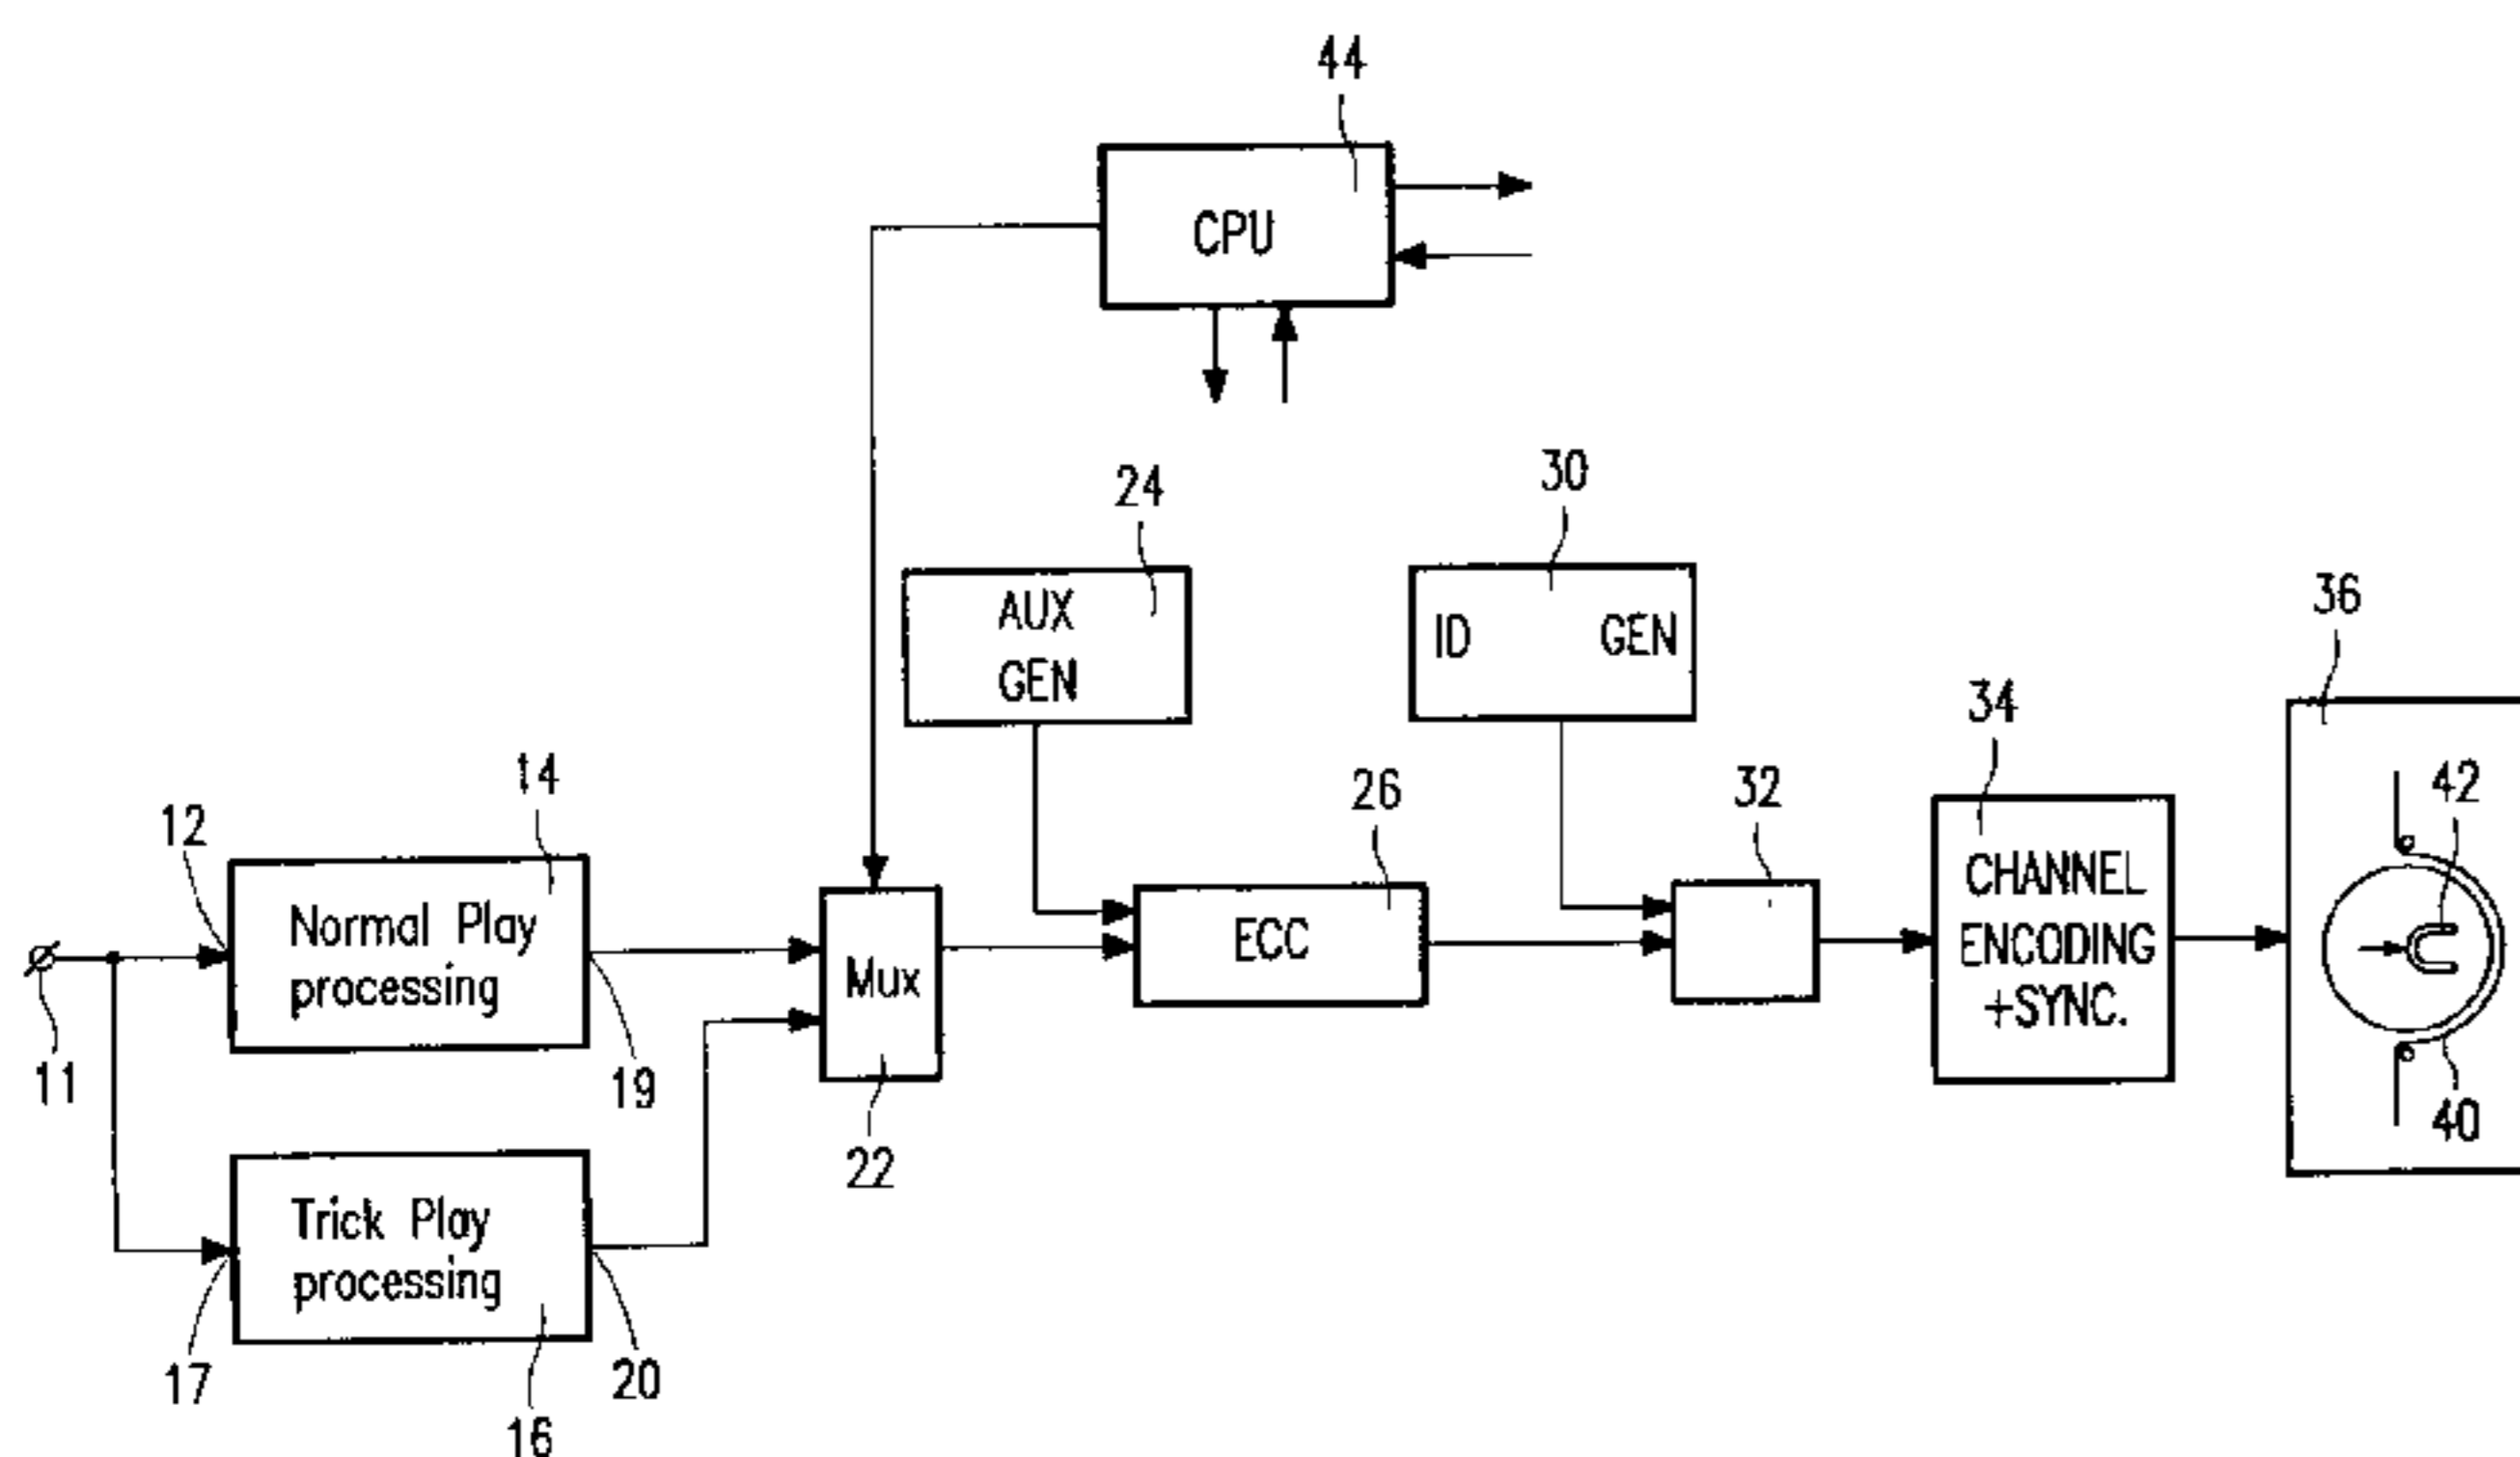 44
CPU
24
30
AUX
GEN
ID GEN
36
34
14
12
26
32
42
Normal Play
processing
Mux
ECC
CHANNEL
ENCODING
+SYNC.
11
19
22
40
Trick Play
processing
17
20
16